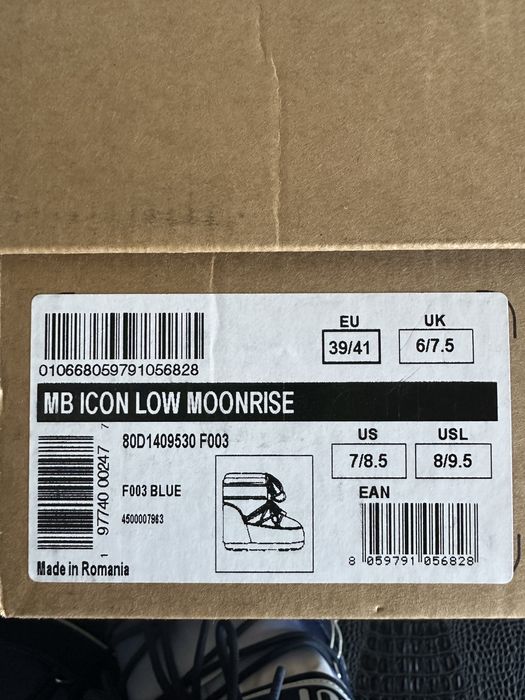 EU UK
39/41 6/7.5
010668059791056828
MB ICON LOW MOONRISE
80D1409530 F003
US USL
7/8.5 8/9.5
F003 BLUE
4500007963
EAN
1 97740 00247 7
8 059791 056828
Made in Romania